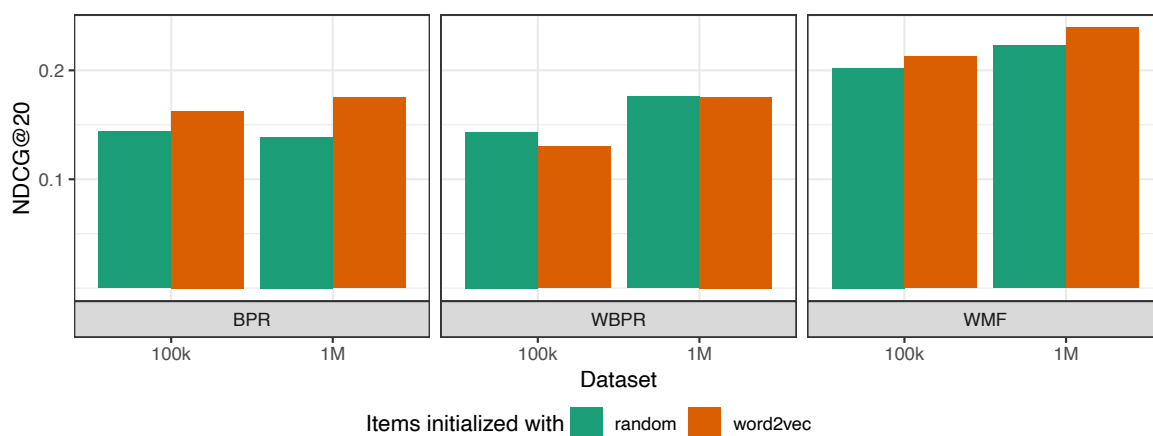 NDCG@20
0.2
0.1
BPR WBPR WMF
100k 1M 100k 1M 100k 1M
Dataset
Items initialized with random word2vec